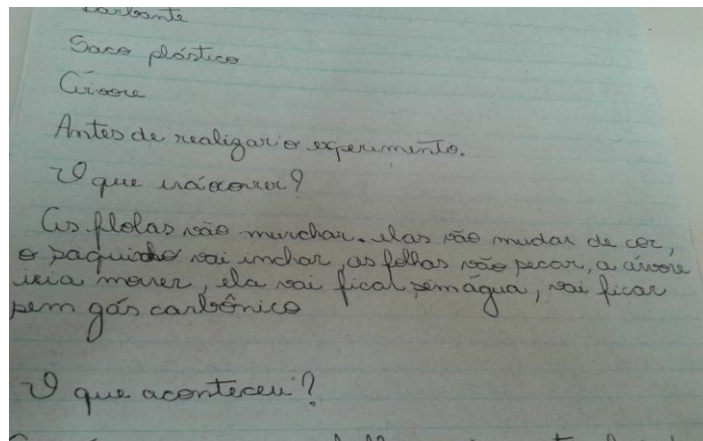 Barbante
Saco plástico
Árvore
Antes de realizar o experimento.
O que irá ocorrer?
As flolas vão murchar. elas vão mudar de cor,
o saquinho vai inchar, as folhas vão secar, a árvore
iria morrer, ela vai ficar sem água, vai ficar
sem gás carbônico
O que aconteceu?